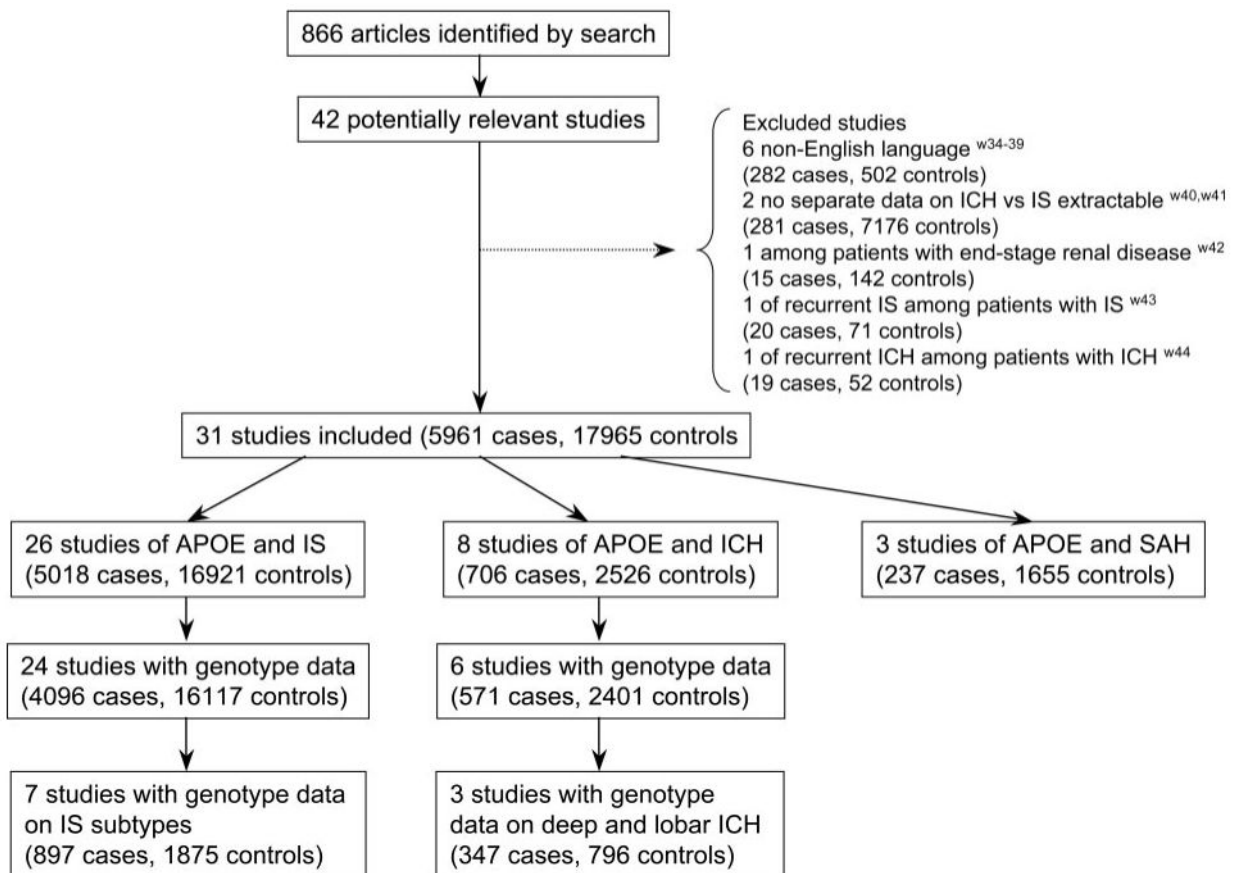 866 articles identified by search
42 potentially relevant studies
Excluded studies
6 non-English language w34-39
(282 cases, 502 controls)
2 no separate data on ICH vs IS extractable w40,w41
(281 cases, 7176 controls)
1 among patients with end-stage renal disease w42
(15 cases, 142 controls)
1 of recurrent IS among patients with IS w43
(20 cases, 71 controls)
1 of recurrent ICH among patients with ICH w44
(19 cases, 52 controls)
31 studies included (5961 cases, 17965 controls
26 studies of APOE and IS
(5018 cases, 16921 controls)
8 studies of APOE and ICH
(706 cases, 2526 controls)
3 studies of APOE and SAH
(237 cases, 1655 controls)
24 studies with genotype data
(4096 cases, 16117 controls)
6 studies with genotype data
(571 cases, 2401 controls)
7 studies with genotype data
on IS subtypes
(897 cases, 1875 controls)
3 studies with genotype
data on deep and lobar ICH
(347 cases, 796 controls)